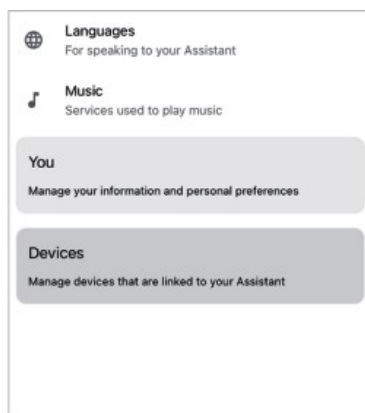 Languages
For speaking to your Assistant
Music
Services used to play music
You
Manage your information and personal preferences
Devices
Manage devices that are linked to your Assistant